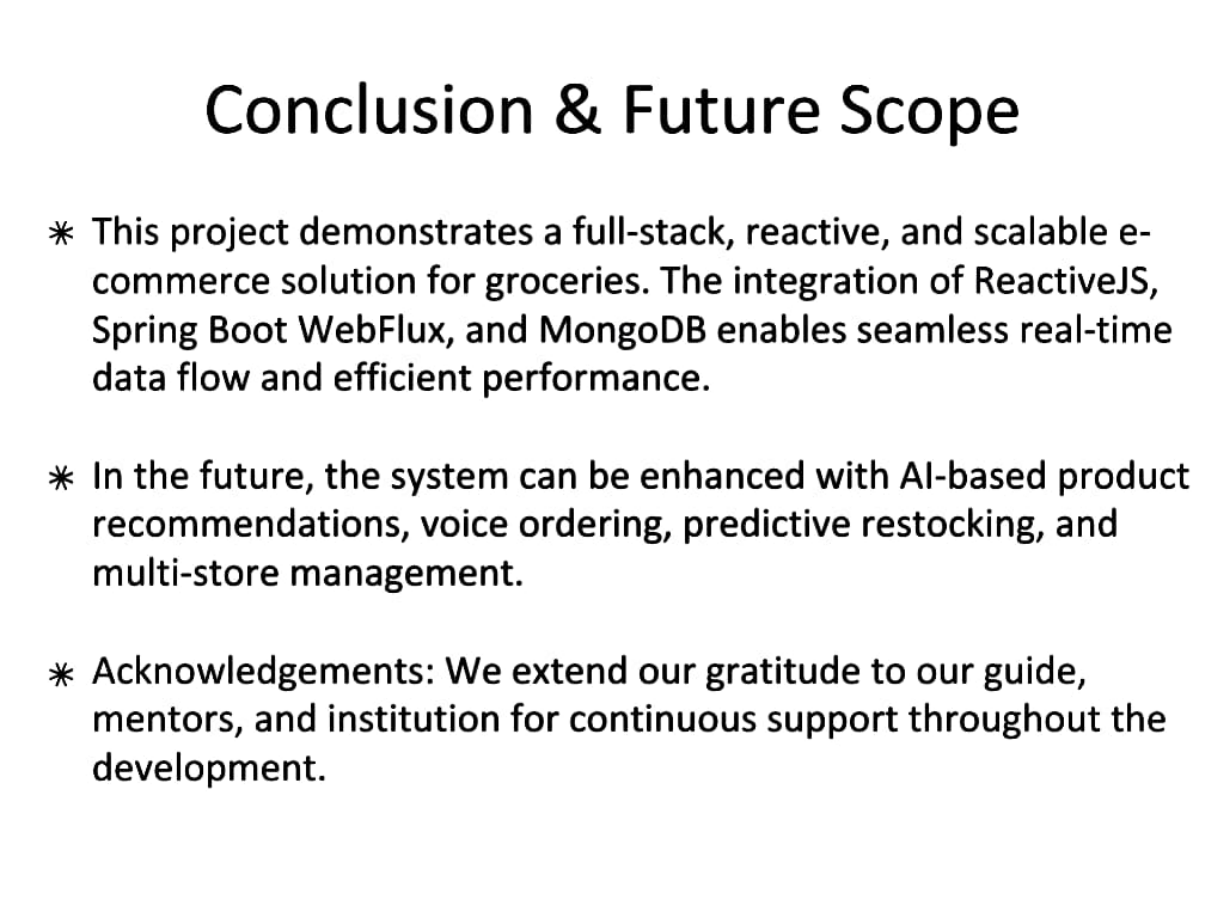 Conclusion & Future Scope
✳ This project demonstrates a full-stack, reactive, and scalable e-
commerce solution for groceries. The integration of ReactiveJS,
Spring Boot WebFlux, and MongoDB enables seamless real-time
data flow and efficient performance.
✳ In the future, the system can be enhanced with AI-based product
recommendations, voice ordering, predictive restocking, and
multi-store management.
✳ Acknowledgements: We extend our gratitude to our guide,
mentors, and institution for continuous support throughout the
development.